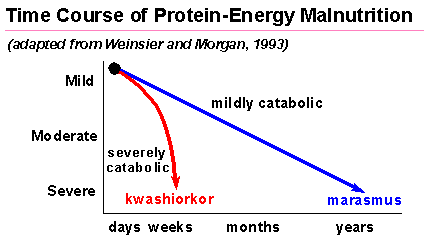 Time Course of Protein-Energy Malnutrition
(adapted from Weinsier and Morgan, 1993)
Mild
mildly catabolic
Moderate
severely
catabolic
Severe
kwashiorkor
marasmus
days weeks months years